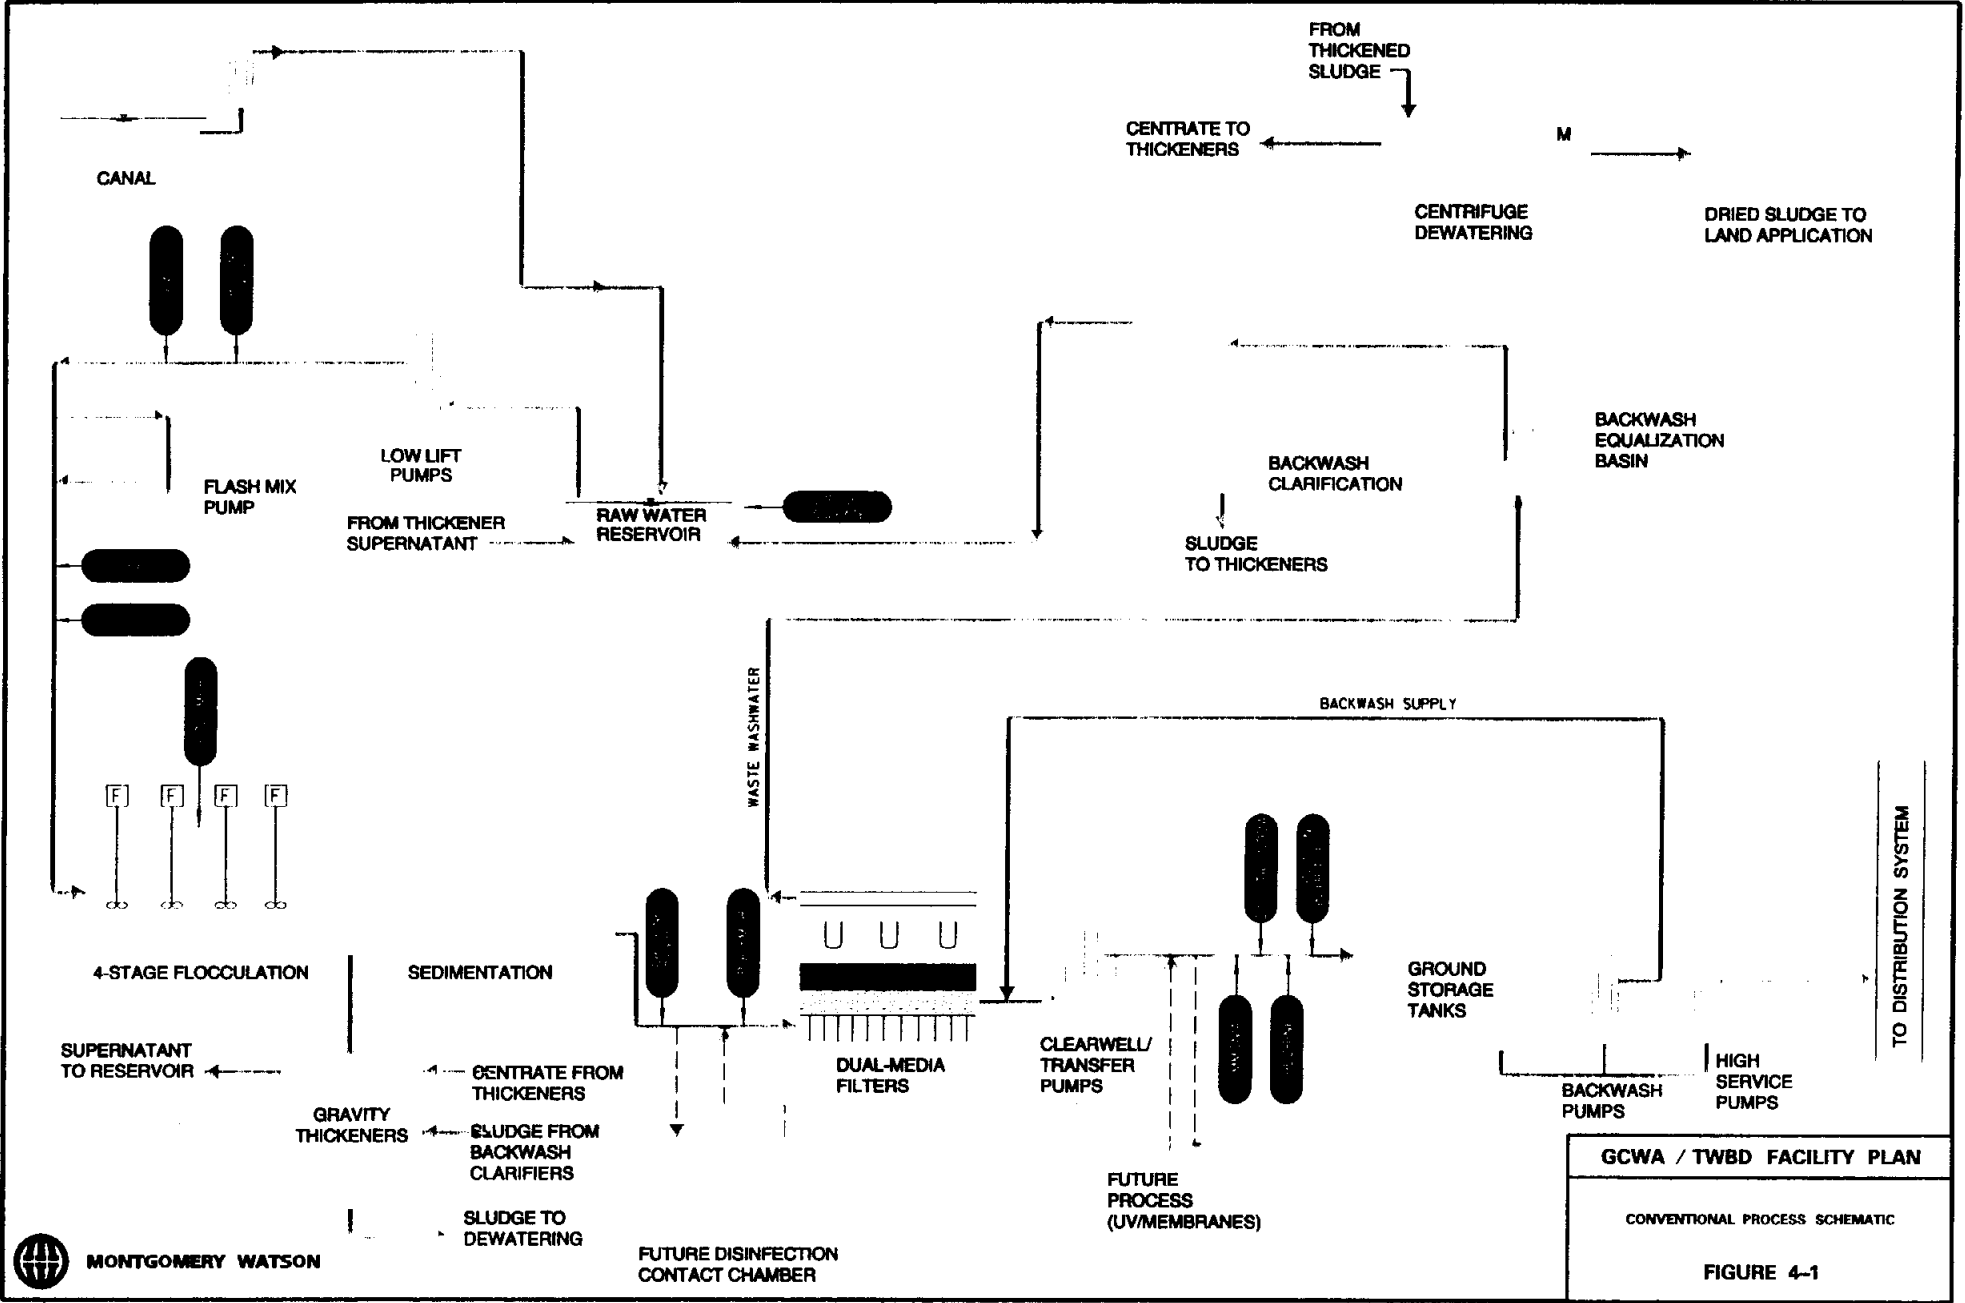 FROM
THICKENED
SLUDGE
CENTRATE TO
THICKENERS
M
CANAL
CENTRIFUGE
DEWATERING
DRIED SLUDGE TO
LAND APPLICATION
BACKWASH
EQUALIZATION
BASIN
LOW LIFT
PUMPS
BACKWASH
CLARIFICATION
FLASH MIX
PUMP
FROM THICKENER
SUPERNATANT
RAW WATER
RESERVOIR
SLUDGE
TO THICKENERS
WASTE WASHWATER
BACKWASH SUPPLY
F F F F
TO DISTRIBUTION SYSTEM
4-STAGE FLOCCULATION
SEDIMENTATION
GROUND
STORAGE
TANKS
SUPERNATANT
TO RESERVOIR
CENTRATE FROM
THICKENERS
DUAL-MEDIA
FILTERS
CLEARWELL/
TRANSFER
PUMPS
BACKWASH
PUMPS
HIGH
SERVICE
PUMPS
GRAVITY
THICKENERS
SLUDGE FROM
BACKWASH
CLARIFIERS
FUTURE
PROCESS
(UV/MEMBRANES)
SLUDGE TO
DEWATERING
FUTURE DISINFECTION
CONTACT CHAMBER
MONTGOMERY WATSON
GCWA / TWBD FACILITY PLAN
CONVENTIONAL PROCESS SCHEMATIC
FIGURE 4-1